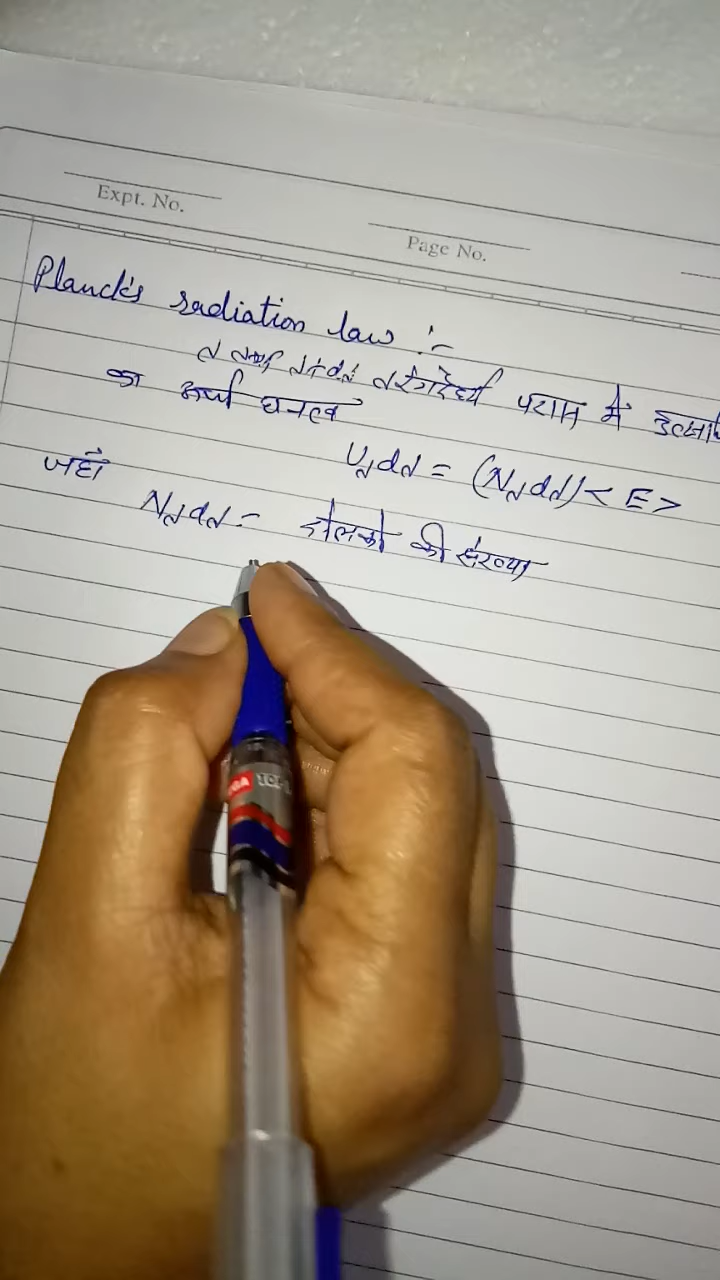 Expt. No.
Page No.
Planck's radiation law :-
λ तथा λ+dλ तरंगदैर्ध्य परास में
का ऊर्जा घनत्व
Uλdλ = (Nλdλ) < E >
जहाँ Nλdλ = दोलको की संख्या